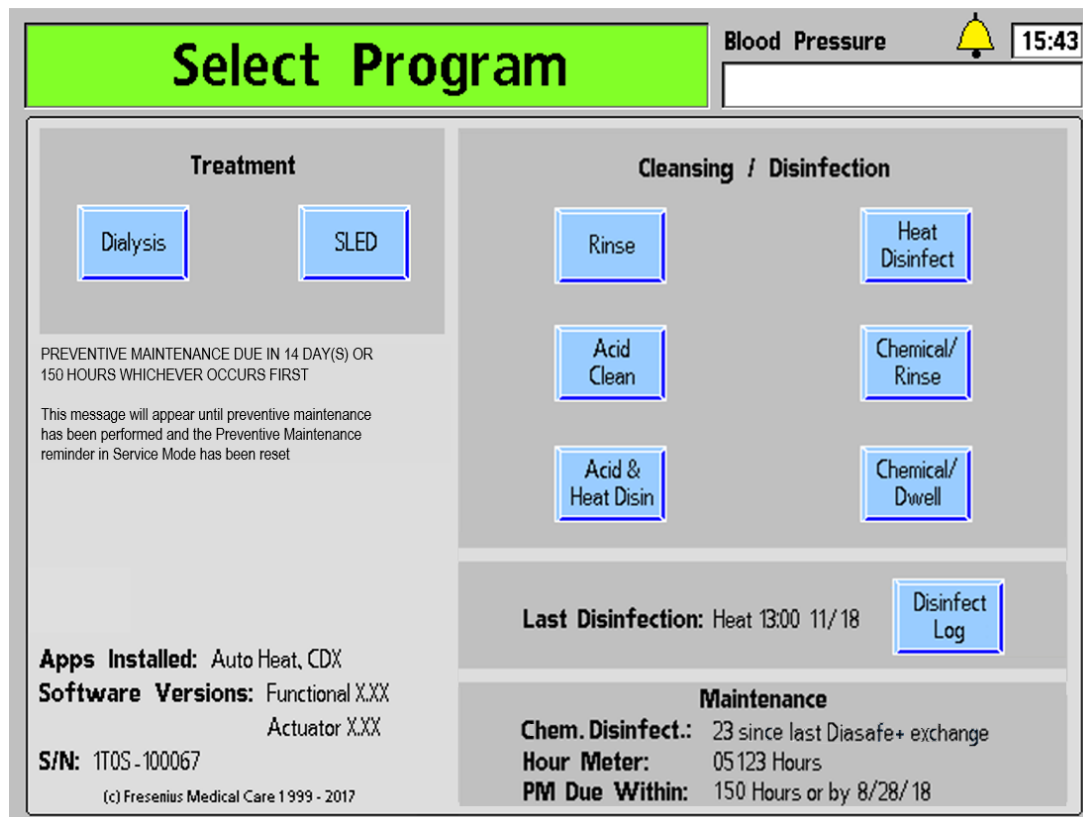 Select Program
Blood Pressure
15:43
Treatment
Dialysis
SLED
PREVENTIVE MAINTENANCE DUE IN 14 DAY(S) OR
150 HOURS WHICHEVER OCCURS FIRST
This message will appear until preventive maintenance
has been performed and the Preventive Maintenance
reminder in Service Mode has been reset
Apps Installed: Auto Heat, CDX
Software Versions: Functional X.XX
Actuator X.XX
S/N: 1T0S-100067
(c) Fresenius Medical Care 1999 - 2017
Cleansing / Disinfection
Rinse
Heat
Disinfect
Acid
Clean
Chemical/
Rinse
Acid &
Heat Disin
Chemical/
Dwell
Last Disinfection: Heat 13:00 11/18
Disinfect
Log
Maintenance
Chem. Disinfect.: 23 since last Diasafe+ exchange
Hour Meter: 05123 Hours
PM Due Within: 150 Hours or by 8/28/18